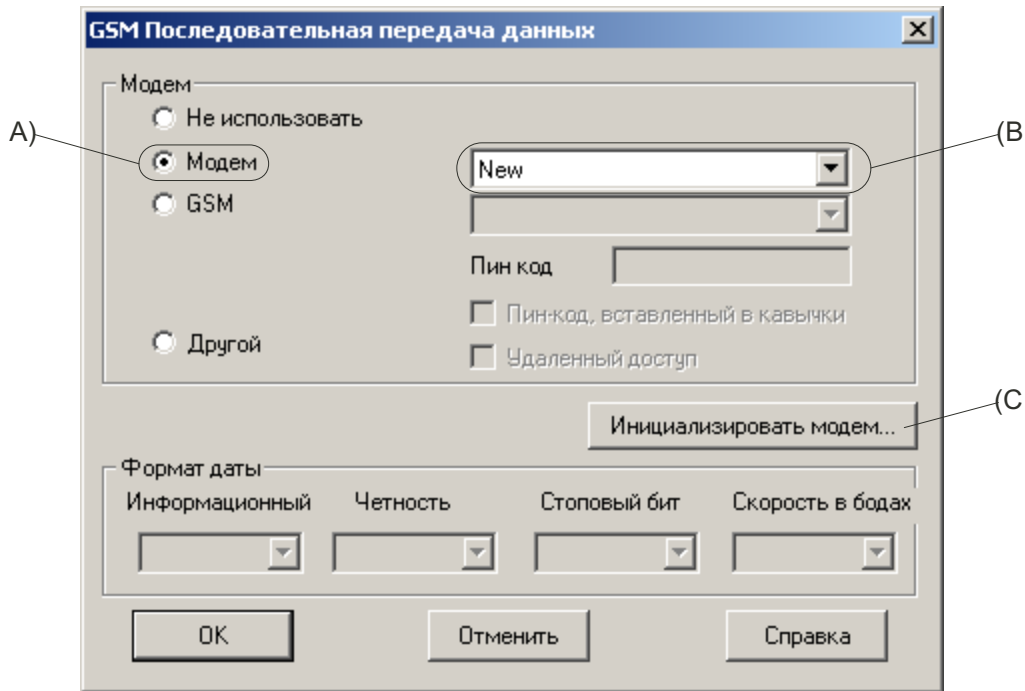 GSM Последовательная передача данных
Модем
Не использовать
A)
Модем
New
(B
GSM
Пин код
Пин-код, вставленный в кавычки
Другой
Удаленный доступ
(C
Инициализировать модем...
Формат даты
Информационный Четность Стоповый бит Скорость в бодах
OK Отменить Справка